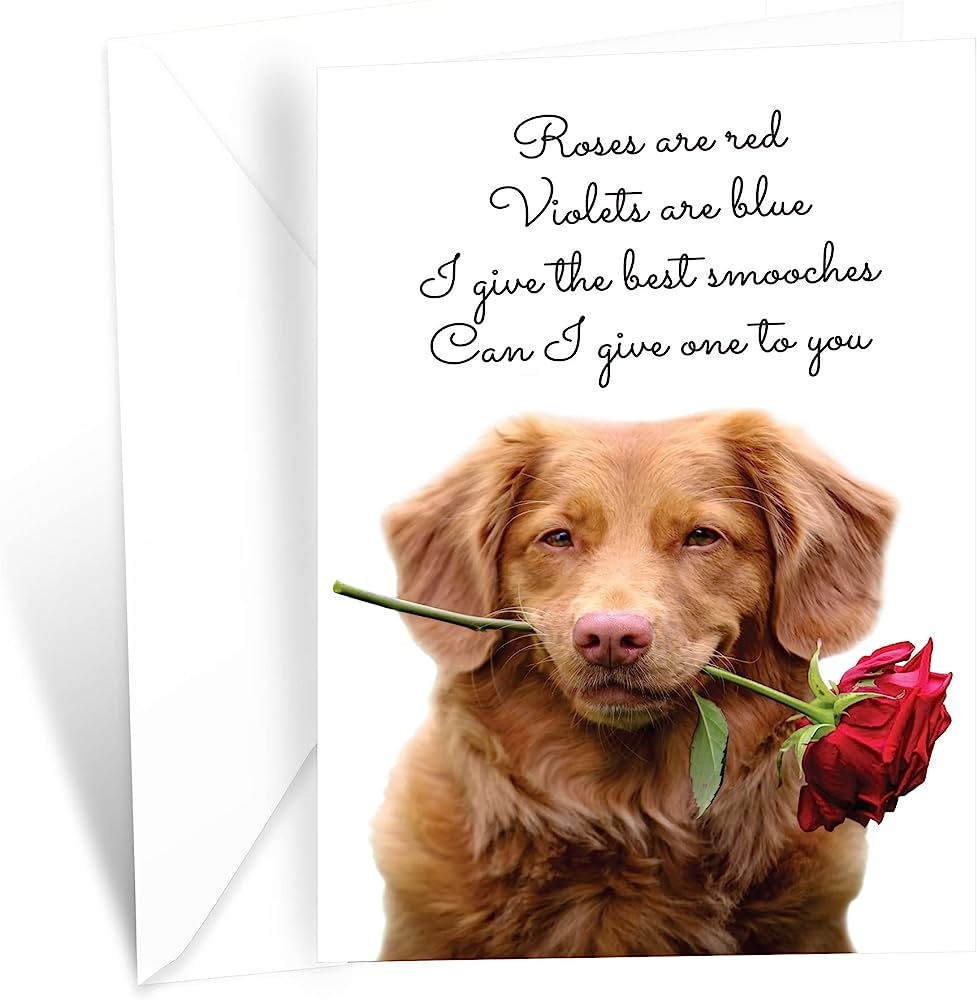 Roses are red
Violets are blue
I give the best smooches
Can I give one to you